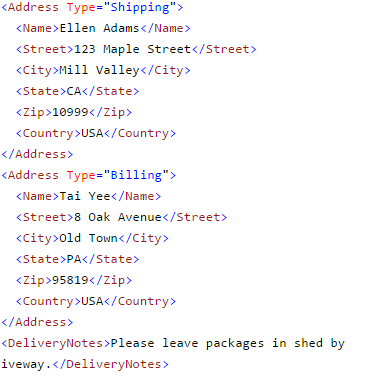 <Address Type="Shipping">
<Name>Ellen Adams</Name>
<Street>123 Maple Street</Street>
<City>Mill Valley</City>
<State>CA</State>
<Zip>10999</Zip>
<Country>USA</Country>
</Address>
<Address Type="Billing">
<Name>Tai Yee</Name>
<Street>8 Oak Avenue</Street>
<City>Old Town</City>
<State>PA</State>
<Zip>95819</Zip>
<Country>USA</Country>
</Address>
<DeliveryNotes>Please leave packages in shed by
iveway.</DeliveryNotes>